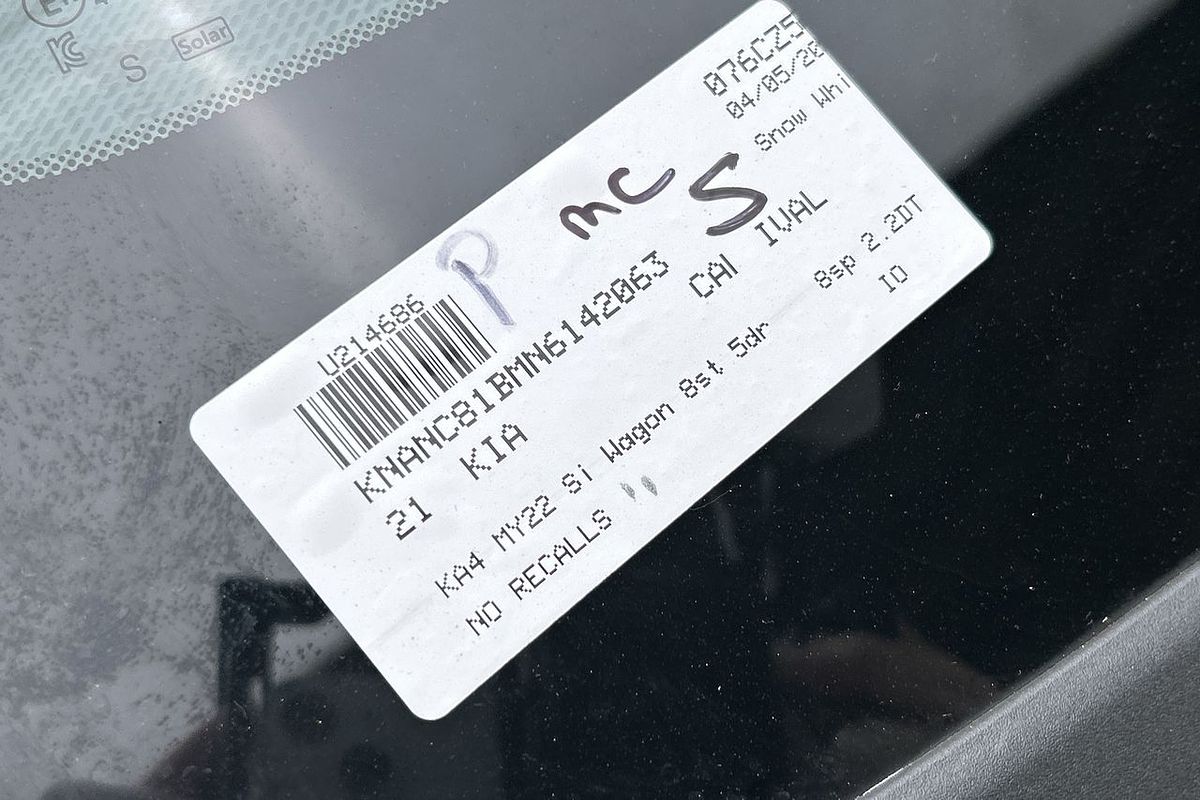 Solar
S
076CZ5
04/05/20
Snow Whi
mc S
P
U214686
KNANC81BMN6142063
21 KIA CAI IVAL
KA4 MY22 Si Wagon 8st 5dr 8sp 2.2DT
NO RECALLS IO